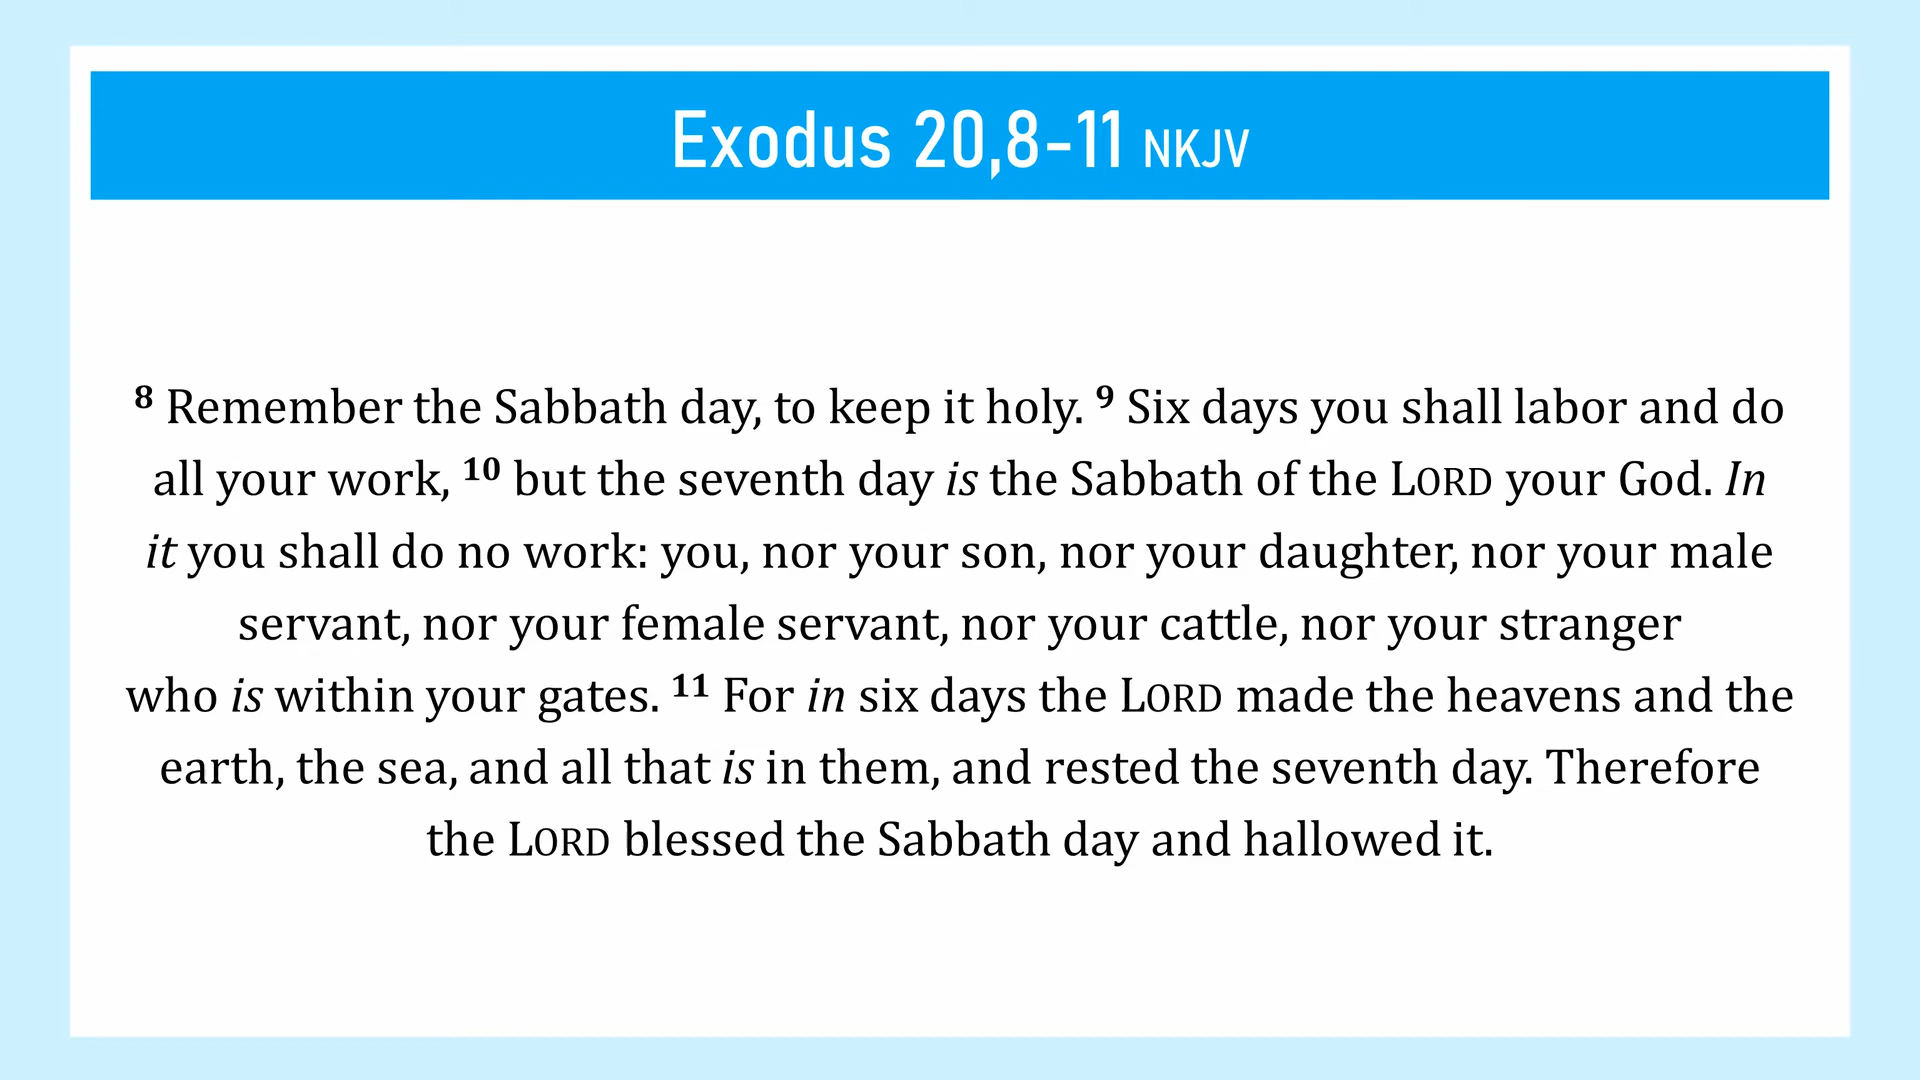 Exodus 20,8-11 NKJV
8 Remember the Sabbath day, to keep it holy. 9 Six days you shall labor and do
all your work, 10 but the seventh day is the Sabbath of the LORD your God. In
it you shall do no work: you, nor your son, nor your daughter, nor your male
servant, nor your female servant, nor your cattle, nor your stranger
who is within your gates. 11 For in six days the LORD made the heavens and the
earth, the sea, and all that is in them, and rested the seventh day. Therefore
the LORD blessed the Sabbath day and hallowed it.